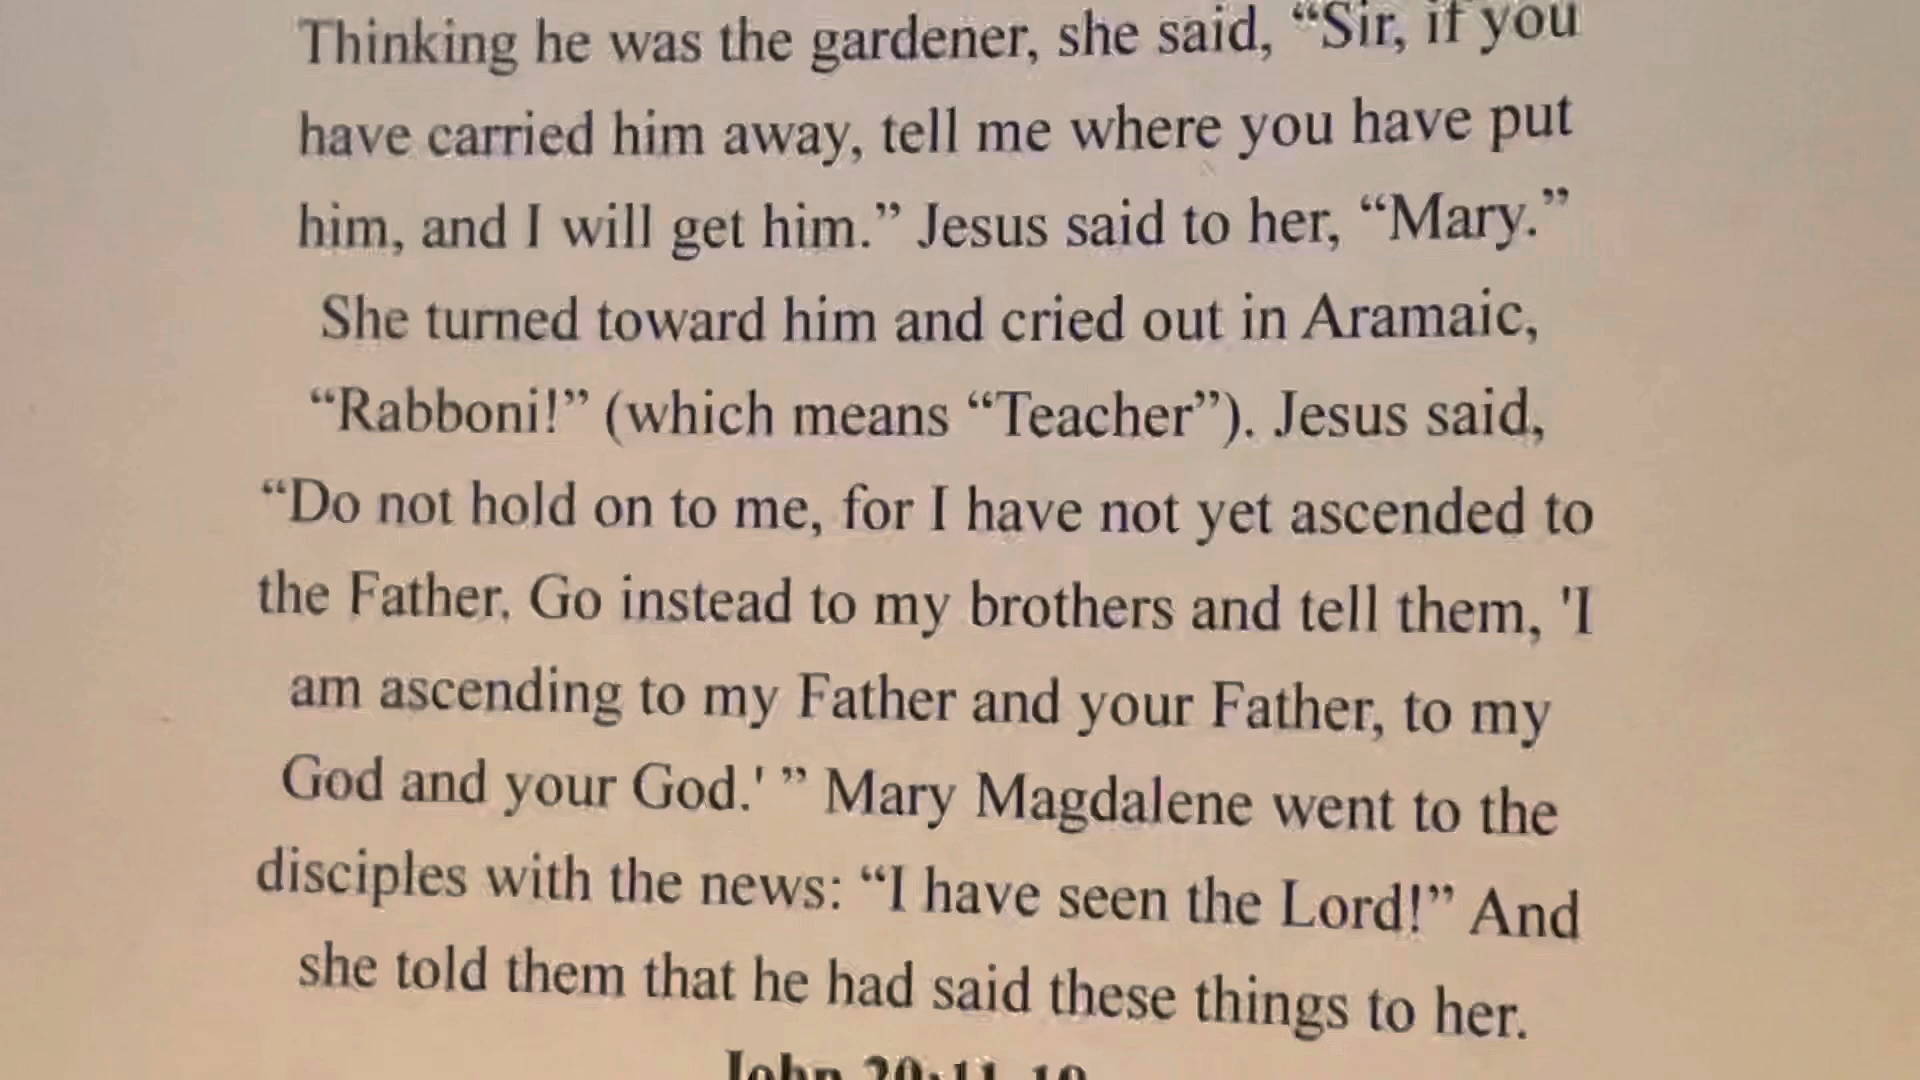 Thinking he was the gardener, she said, “Sir, if you
have carried him away, tell me where you have put
him, and I will get him.” Jesus said to her, “Mary.”
She turned toward him and cried out in Aramaic,
“Rabboni!” (which means “Teacher”). Jesus said,
“Do not hold on to me, for I have not yet ascended to
the Father. Go instead to my brothers and tell them, 'I
am ascending to my Father and your Father, to my
God and your God.' ” Mary Magdalene went to the
disciples with the news: “I have seen the Lord!” And
she told them that he had said these things to her.
John 20:11